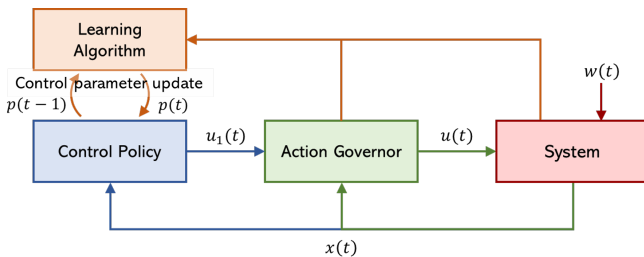 Learning
Algorithm
Control parameter update
w(t)
p(t−1)
p(t)
Control Policy
u₁(t)
Action Governor
u(t)
System
x(t)